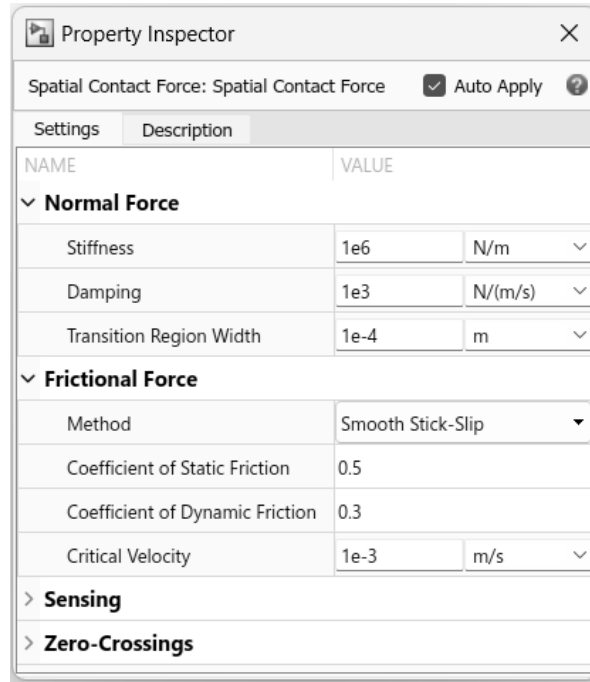 Property Inspector
Spatial Contact Force: Spatial Contact Force Auto Apply ?
Settings Description
NAME VALUE
Normal Force
Stiffness 1e6 N/m
Damping 1e3 N/(m/s)
Transition Region Width 1e-4 m
Frictional Force
Method Smooth Stick-Slip
Coefficient of Static Friction 0.5
Coefficient of Dynamic Friction 0.3
Critical Velocity 1e-3 m/s
Sensing
Zero-Crossings